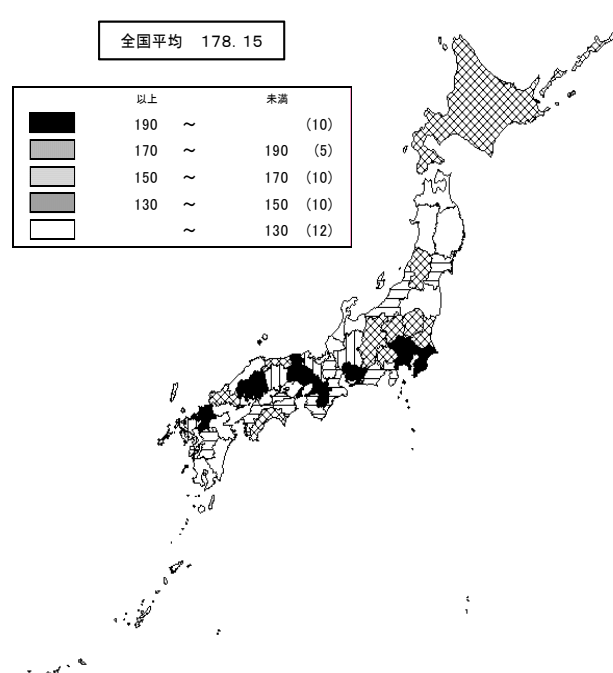 全国平均 178.15
以上 未満
190 ～ (10)
170 ～ 190 (5)
150 ～ 170 (10)
130 ～ 150 (10)
～ 130 (12)